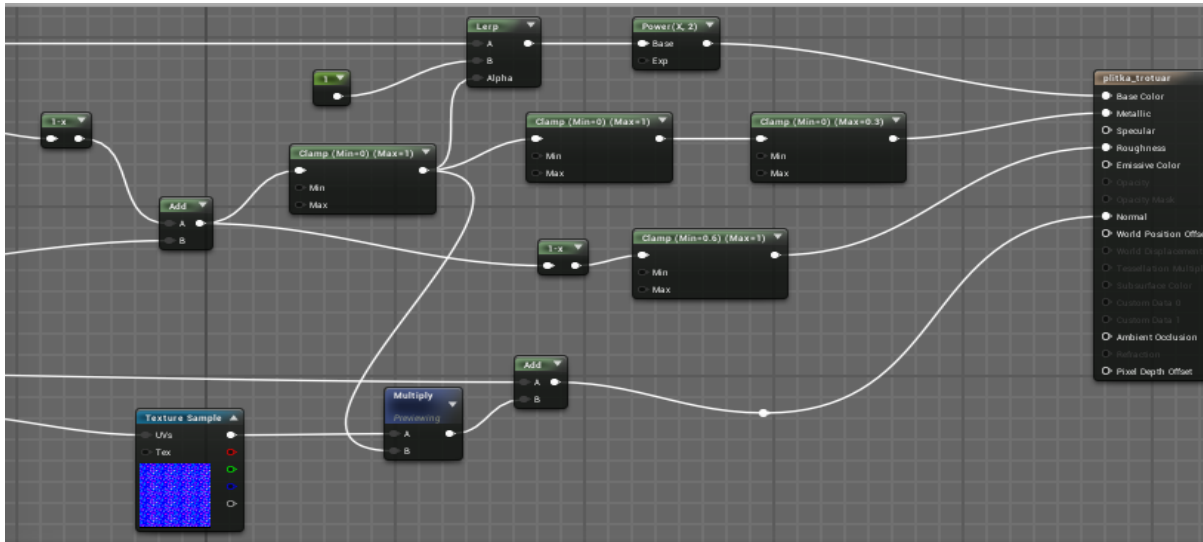 Lerp
A
B
Alpha
Power(X, 2)
Base
Exp
1
1-x
Clamp (Min=0) (Max=1)
Min
Max
Add
A
B
Clamp (Min=0) (Max=1)
Min
Max
Clamp (Min=0) (Max=0.3)
Min
Max
1-x
Clamp (Min=0.6) (Max=1)
Min
Max
Add
A
B
Multiply
Previewing
A
B
Texture Sample
UVs
Tex
plitka_trotuar
Base Color
Metallic
Specular
Roughness
Emissive Color
Opacity
Opacity Mask
Normal
World Position Offse
World Displacement
Tessellation Multipl
Subsurface Color
Custom Data 0
Custom Data 1
Ambient Occlusion
Refraction
Pixel Depth Offset